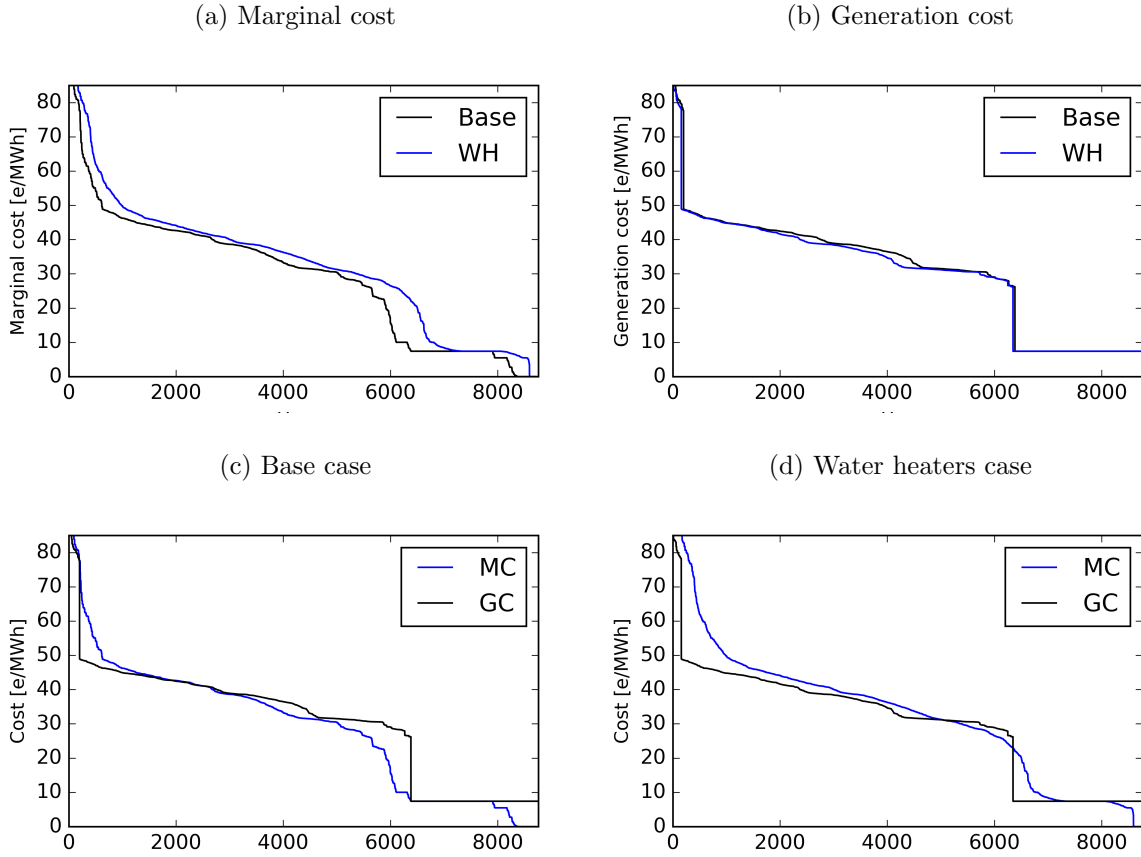 (a) Marginal cost
(b) Generation cost
80
70
60
50
40
30
20
10
0
Marginal cost [e/MWh]
Base
WH
0 2000 4000 6000 8000
80
70
60
50
40
30
20
10
0
Generation cost [e/MWh]
Base
WH
0 2000 4000 6000 8000
(c) Base case
(d) Water heaters case
80
70
60
50
40
30
20
10
0
Cost [e/MWh]
MC
GC
0 2000 4000 6000 8000
80
70
60
50
40
30
20
10
0
Cost [e/MWh]
MC
GC
0 2000 4000 6000 8000